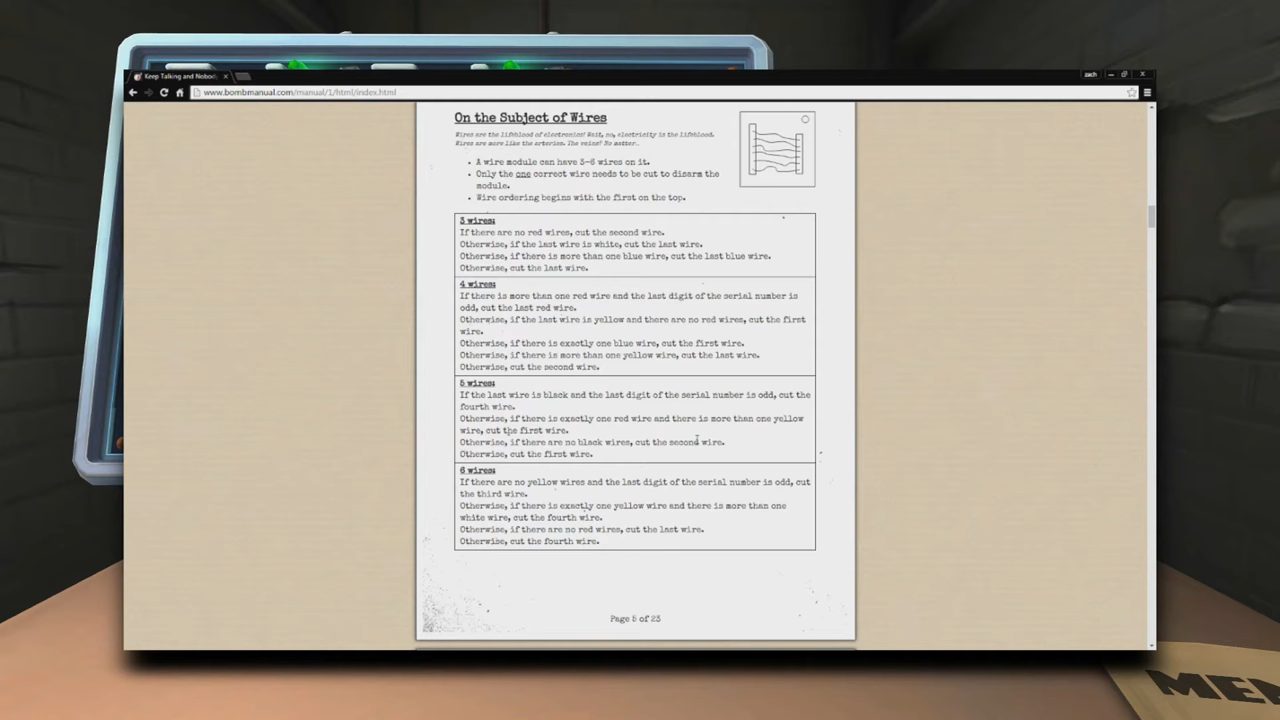 Keep Talking and Nobod
zach
www.bombmanual.com/manual/1/html/index.html
On the Subject of Wires
Wires are the lifeblood of electronics! Wait, no, electricity is the lifeblood.
Wires are more like the arteries. The veins? No matter…
• A wire module can have 3-6 wires on it.
• Only the one correct wire needs to be cut to disarm the
module.
• Wire ordering begins with the first on the top.
3 wires:
If there are no red wires, cut the second wire.
Otherwise, if the last wire is white, cut the last wire.
Otherwise, if there is more than one blue wire, cut the last blue wire.
Otherwise, cut the last wire.
4 wires:
If there is more than one red wire and the last digit of the serial number is
odd, cut the last red wire.
Otherwise, if the last wire is yellow and there are no red wires, cut the first
wire.
Otherwise, if there is exactly one blue wire, cut the first wire.
Otherwise, if there is more than one yellow wire, cut the last wire.
Otherwise, cut the second wire.
5 wires:
If the last wire is black and the last digit of the serial number is odd, cut the
fourth wire.
Otherwise, if there is exactly one red wire and there is more than one yellow
wire, cut the first wire.
Otherwise, if there are no black wires, cut the second wire.
Otherwise, cut the first wire.
6 wires:
If there are no yellow wires and the last digit of the serial number is odd, cut
the third wire.
Otherwise, if there is exactly one yellow wire and there is more than one
white wire, cut the fourth wire.
Otherwise, if there are no red wires, cut the last wire.
Otherwise, cut the fourth wire.
Page 5 of 23